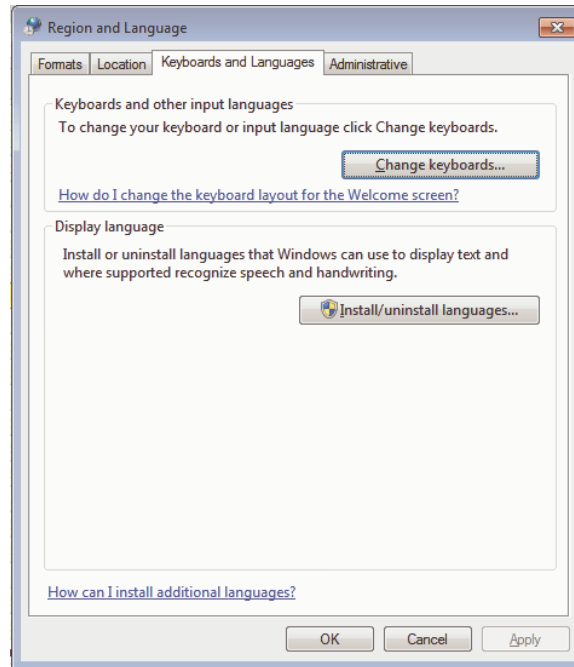 Region and Language
Formats Location Keyboards and Languages Administrative
Keyboards and other input languages
To change your keyboard or input language click Change keyboards.
Change keyboards...
How do I change the keyboard layout for the Welcome screen?
Display language
Install or uninstall languages that Windows can use to display text and
where supported recognize speech and handwriting.
Install/uninstall languages...
How can I install additional languages?
OK Cancel Apply